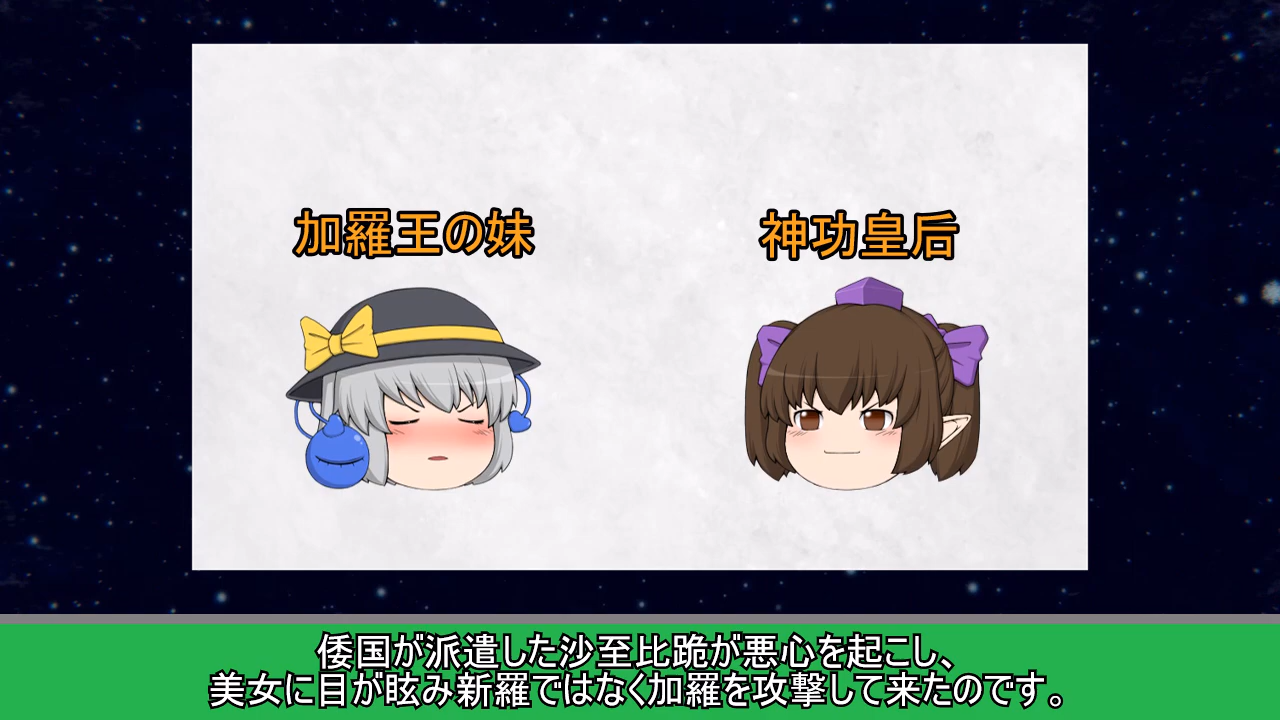 加羅王の妹
神功皇后
倭国が派遣した沙至比跪が悪心を起こし、
美女に目が眩み新羅ではなく加羅を攻撃して来たのです。